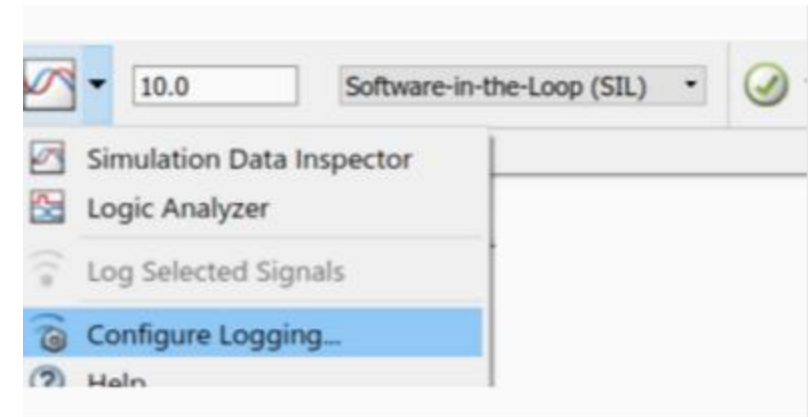 10.0 Software-in-the-Loop (SIL)
Simulation Data Inspector
Logic Analyzer
Log Selected Signals
Configure Logging...
Help